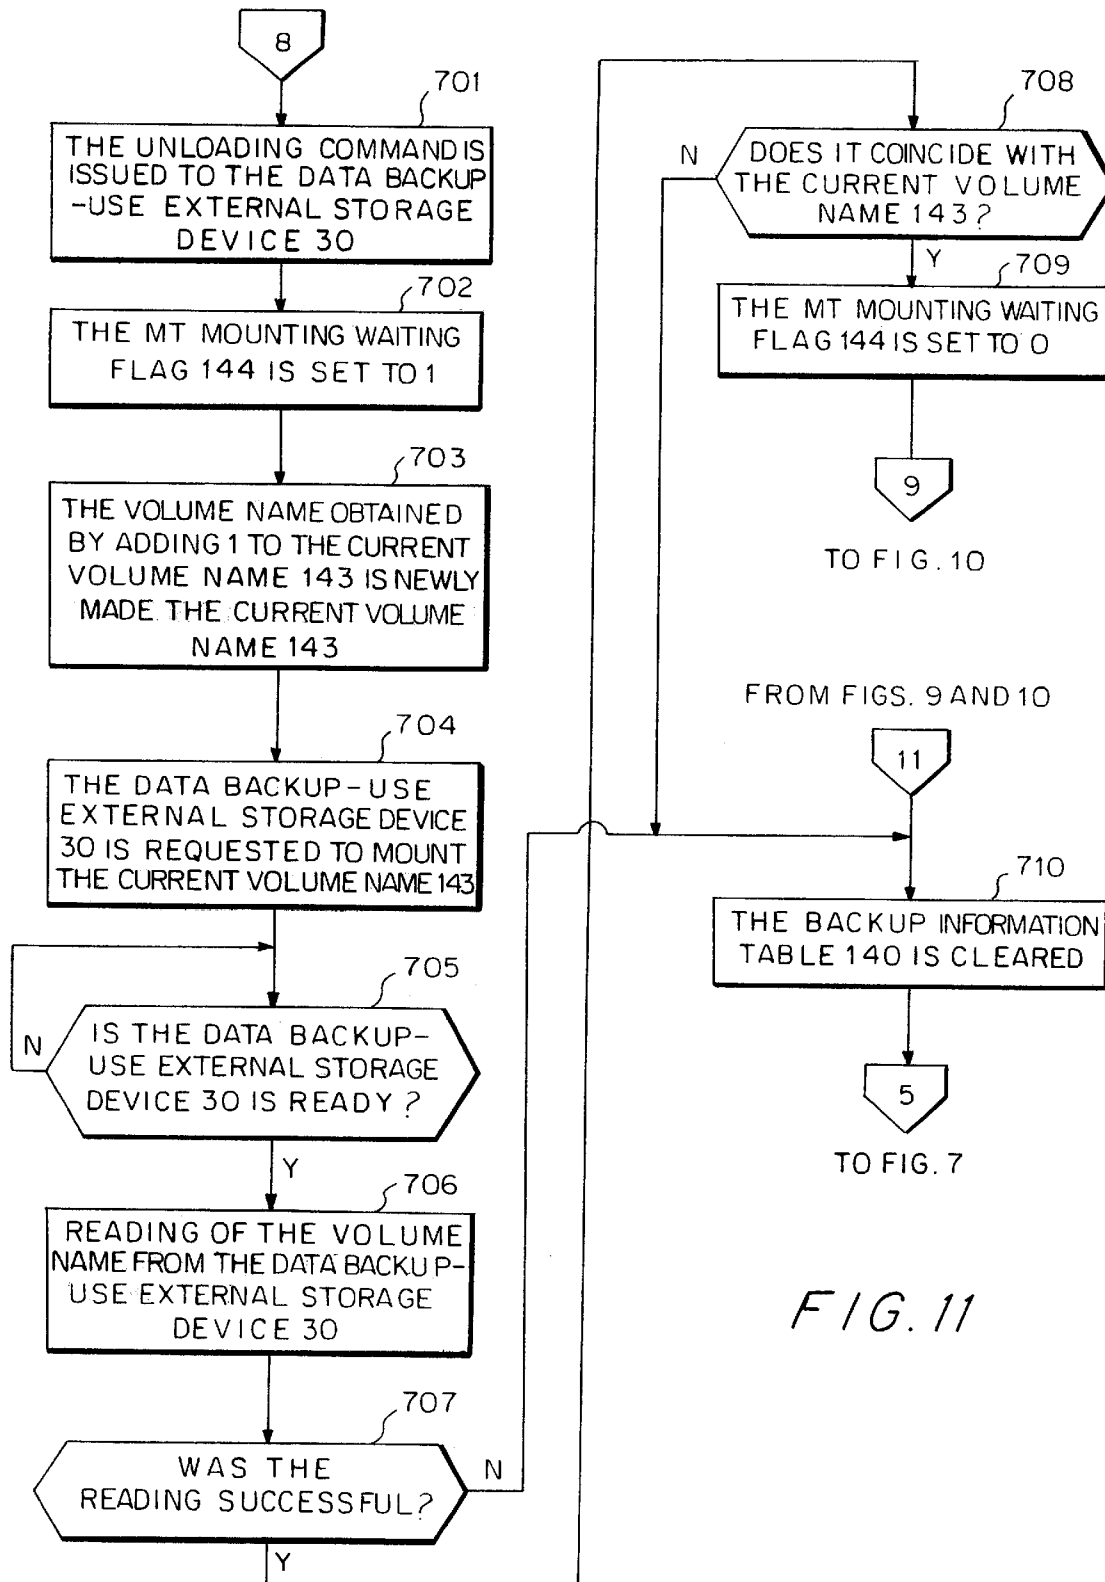 8
701
THE UNLOADING COMMAND IS
ISSUED TO THE DATA BACKUP
-USE EXTERNAL STORAGE
DEVICE 30
702
THE MT MOUNTING WAITING
FLAG 144 IS SET TO 1
703
THE VOLUME NAME OBTAINED
BY ADDING 1 TO THE CURRENT
VOLUME NAME 143 IS NEWLY
MADE THE CURRENT VOLUME
NAME 143
704
THE DATA BACKUP-USE
EXTERNAL STORAGE DEVICE
30 IS REQUESTED TO MOUNT
THE CURRENT VOLUME NAME 143
705
IS THE DATA BACKUP-
USE EXTERNAL STORAGE
DEVICE 30 IS READY?
N
Y
706
READING OF THE VOLUME
NAME FROM THE DATA BACKUP-
USE EXTERNAL STORAGE
DEVICE 30
707
WAS THE
READING SUCCESSFUL?
N
Y
708
DOES IT COINCIDE WITH
THE CURRENT VOLUME
NAME 143?
N
Y
709
THE MT MOUNTING WAITING
FLAG 144 IS SET TO 0
9
TO FIG. 10
FROM FIGS. 9 AND 10
11
710
THE BACKUP INFORMATION
TABLE 140 IS CLEARED
5
TO FIG. 7
FIG. 11